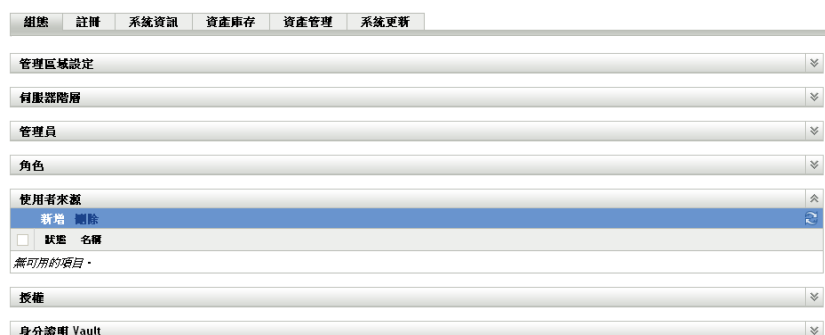 組態 註冊 系統資訊 資產庫存 資產管理 系統更新
管理區域設定
伺服器階層
管理員
角色
使用者來源
新增 刪除
狀態 名稱
無可用的項目。
授權
身分證明 Vault